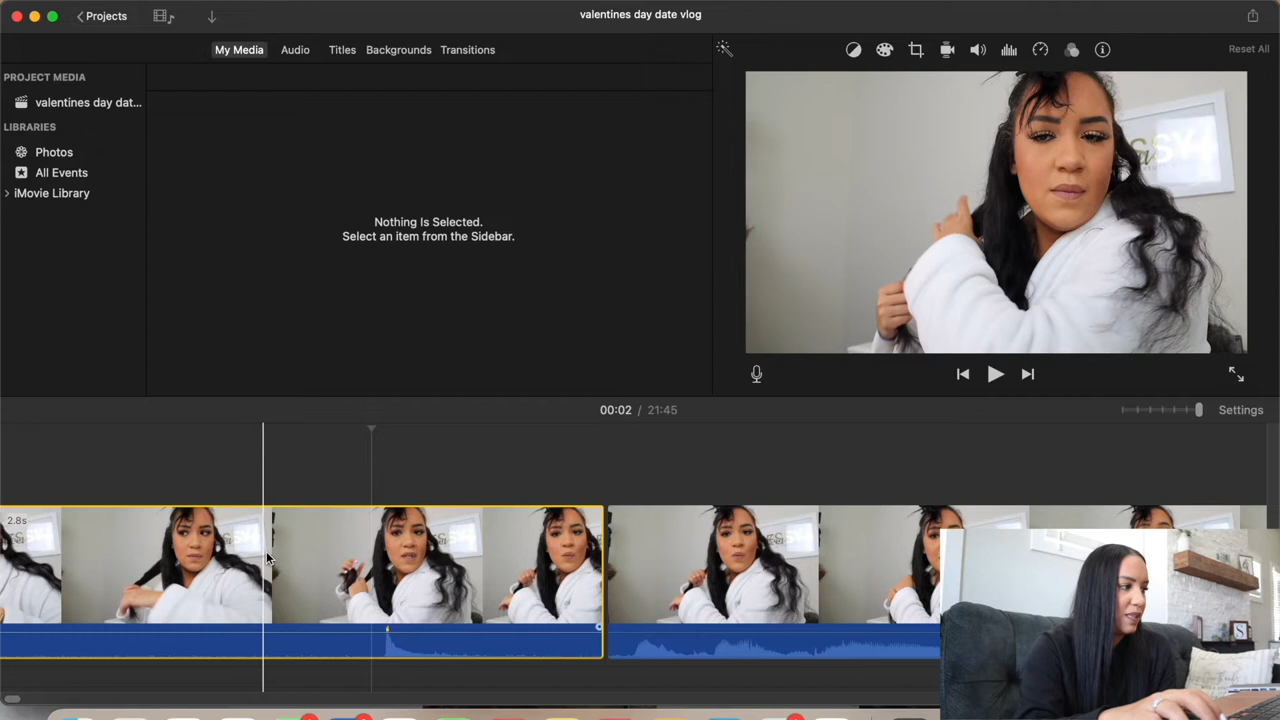 Projects
valentines day date vlog
My Media Audio Titles Backgrounds Transitions
Reset All
PROJECT MEDIA
valentines day dat...
LIBRARIES
Photos
All Events
iMovie Library
Nothing Is Selected.
Select an item from the Sidebar.
00:02 / 21:45
Settings
2.8s